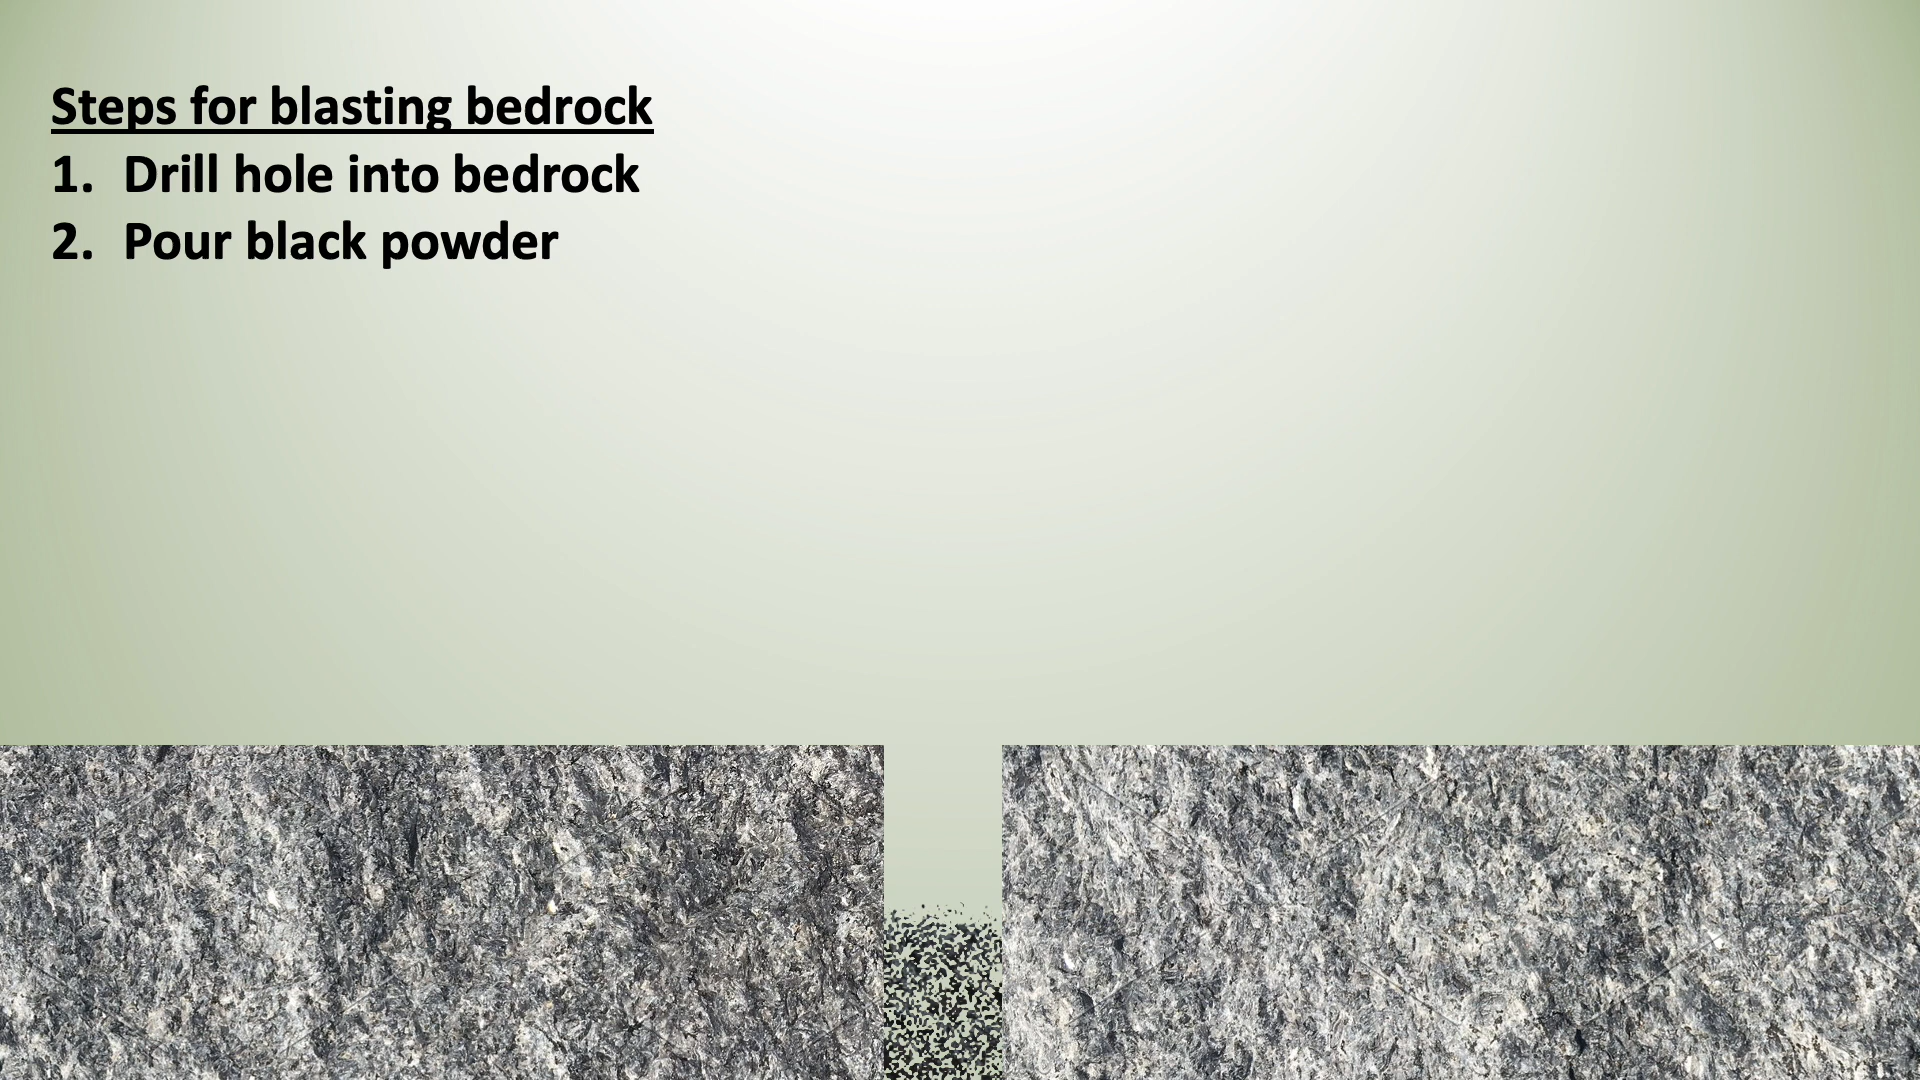 Steps for blasting bedrock
1. Drill hole into bedrock
2. Pour black powder